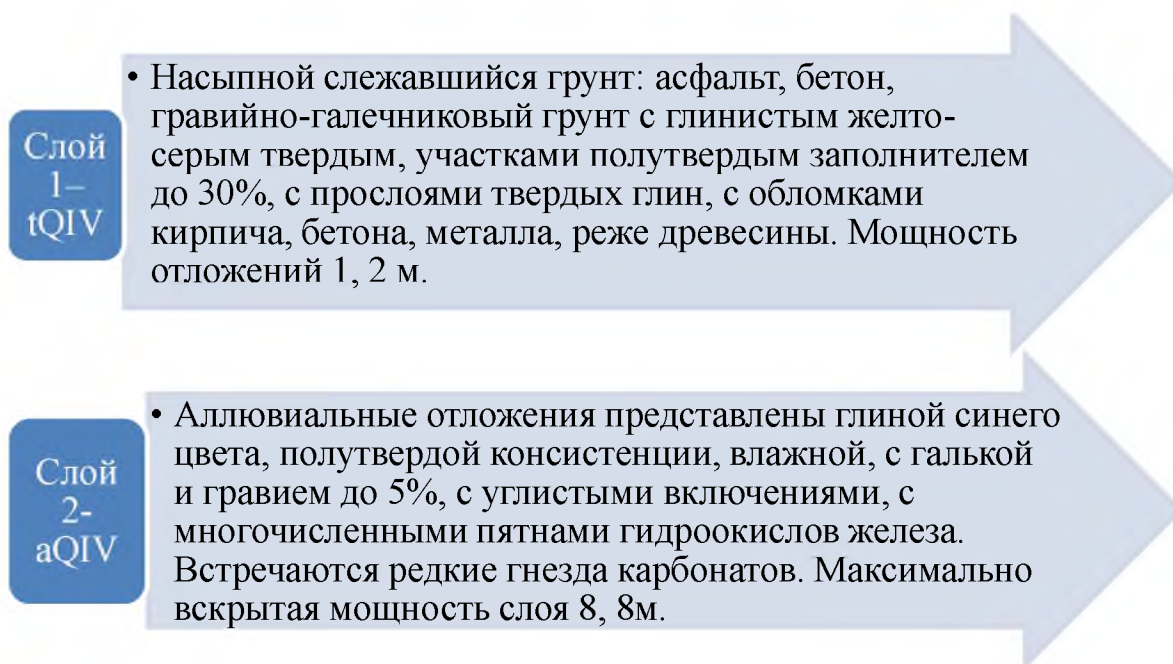 Слой
1–
tQIV
• Насыпной слежавшийся грунт: асфальт, бетон,
гравийно-галечниковый грунт с глинистым желто-
серым твердым, участками полутвердым заполнителем
до 30%, с прослоями твердых глин, с обломками
кирпича, бетона, металла, реже древесины. Мощность
отложений 1, 2 м.
Слой
2-
aQIV
• Аллювиальные отложения представлены глиной синего
цвета, полутвердой консистенции, влажной, с галькой
и гравием до 5%, с углистыми включениями, с
многочисленными пятнами гидроокислов железа.
Встречаются редкие гнезда карбонатов. Максимально
вскрытая мощность слоя 8, 8м.